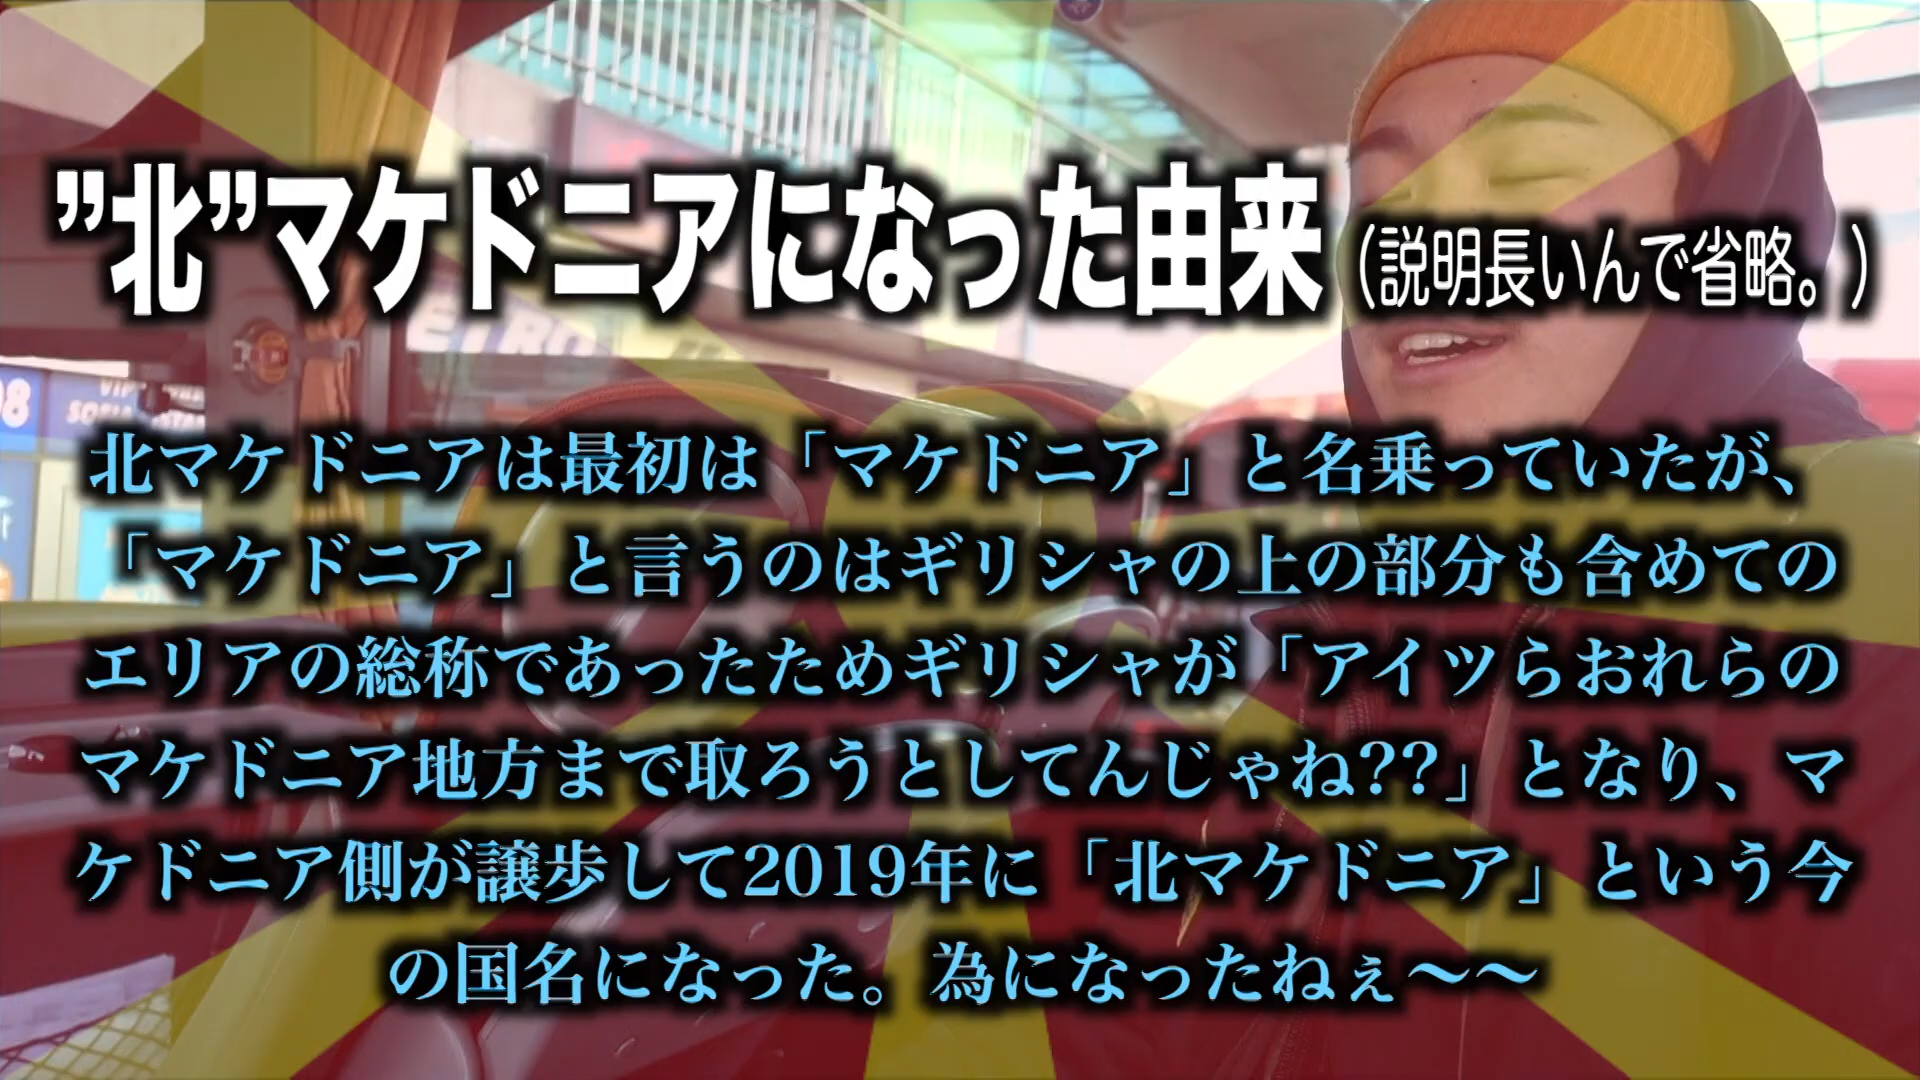 ”北”マケドニアになった由来（説明長いんで省略。）
北マケドニアは最初は「マケドニア」と名乗っていたが、
「マケドニア」と言うのはギリシャの上の部分も含めての
エリアの総称であったためギリシャが「アイツらおれらの
マケドニア地方まで取ろうとしてんじゃね??」となり、マ
ケドニア側が譲歩して2019年に「北マケドニア」という今
の国名になった。為になったねぇ～～
METRO
08
VIP
SOFIA